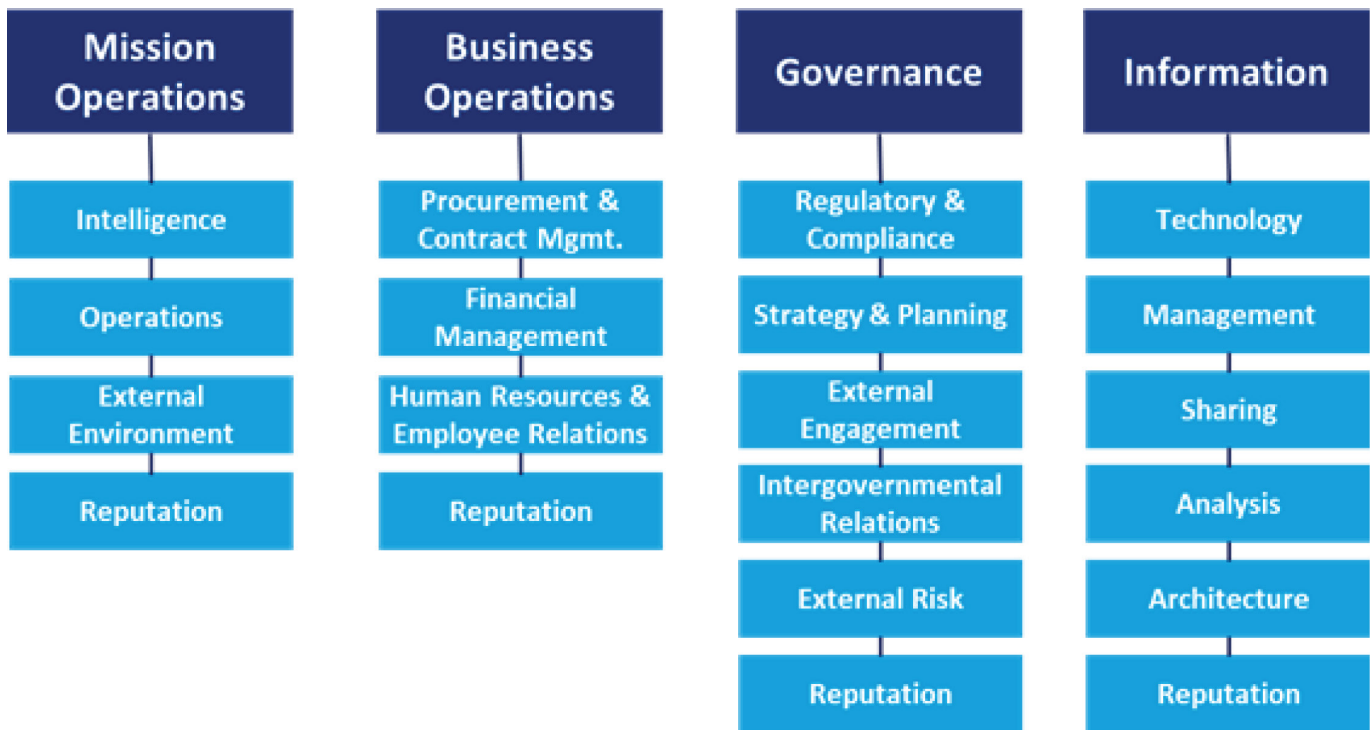 Mission
Operations
Intelligence
Operations
External
Environment
Reputation
Business
Operations
Procurement &
Contract Mgmt.
Financial
Management
Human Resources &
Employee Relations
Reputation
Governance
Regulatory &
Compliance
Strategy & Planning
External
Engagement
Intergovernmental
Relations
External Risk
Reputation
Information
Technology
Management
Sharing
Analysis
Architecture
Reputation